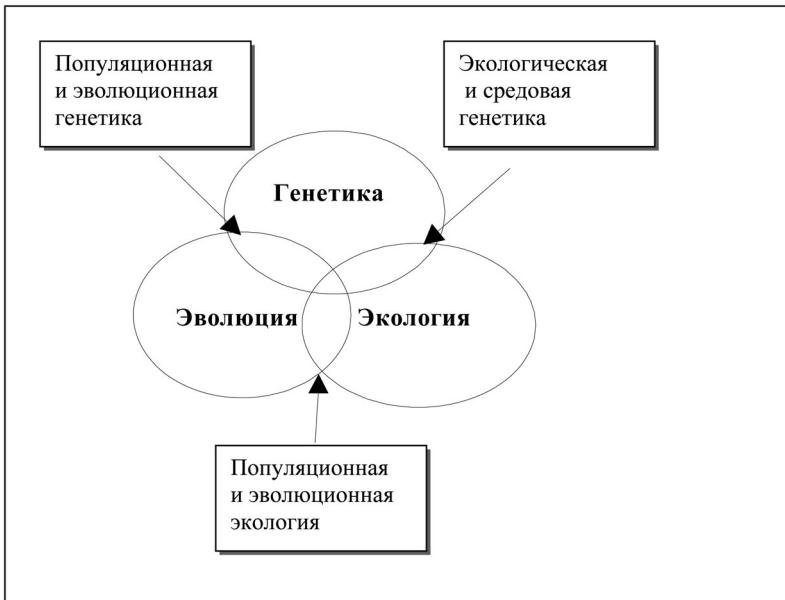 Популяционная
и эволюционная
генетика
Экологическая
и средовая
генетика
Генетика
Эволюция
Экология
Популяционная
и эволюционная
экология